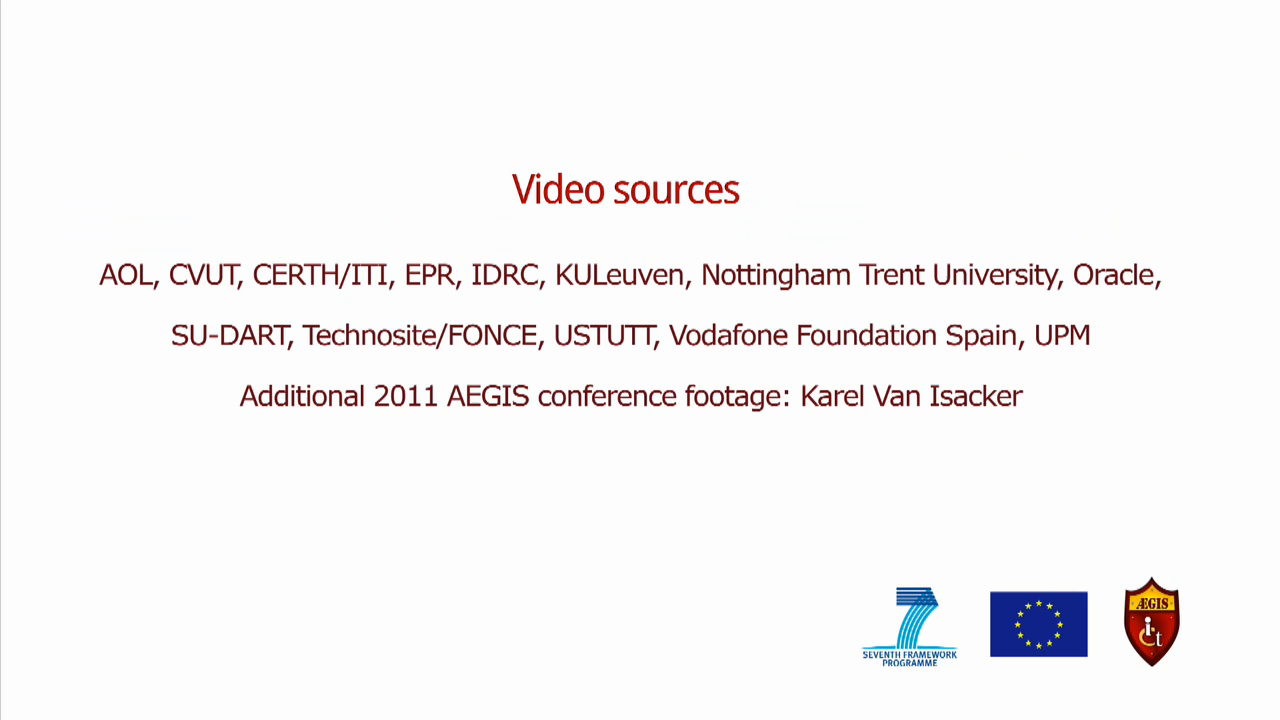 Video sources
AOL, CVUT, CERTH/ITI, EPR, IDRC, KULeuven, Nottingham Trent University, Oracle,
SU-DART, Technosite/FONCE, USTUTT, Vodafone Foundation Spain, UPM
Additional 2011 AEGIS conference footage: Karel Van Isacker
SEVENTH FRAMEWORK
PROGRAMME
ÆGIS
ict